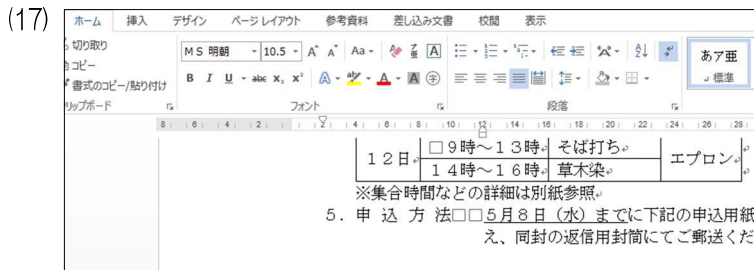 (17)
ホーム 挿入 デザイン ページ レイアウト 参考資料 差し込み文書 校閲 表示
切り取り
コピー
書式のコピー/貼り付け
リップボード
MS 明朝 10.5 A A Aa A
B I U abc X₂ X² A ab A A 字
フォント
段落
あア亜
標準
8 6 4 2 2 4 6 8 10 12 14 16 18 20 22 24 26 28
12日 □9時~13時 そば打ち エプロン
14時~16時 草木染
※集合時間などの詳細は別紙参照
5.申 込 方 法□□5月8日(水)までに下記の申込用紙
え、同封の返信用封筒にてご郵送くだ